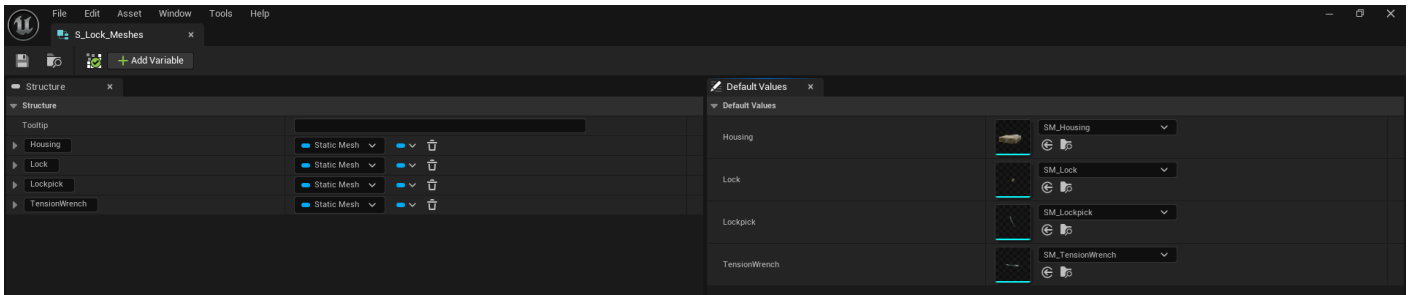 File Edit Asset Window Tools Help
S_Lock_Meshes
Add Variable
Structure
Structure
Tooltip
Housing Static Mesh
Lock Static Mesh
Lockpick Static Mesh
TensionWrench Static Mesh
Default Values
Default Values
Housing SM_Housing
Lock SM_Lock
Lockpick SM_Lockpick
TensionWrench SM_TensionWrench